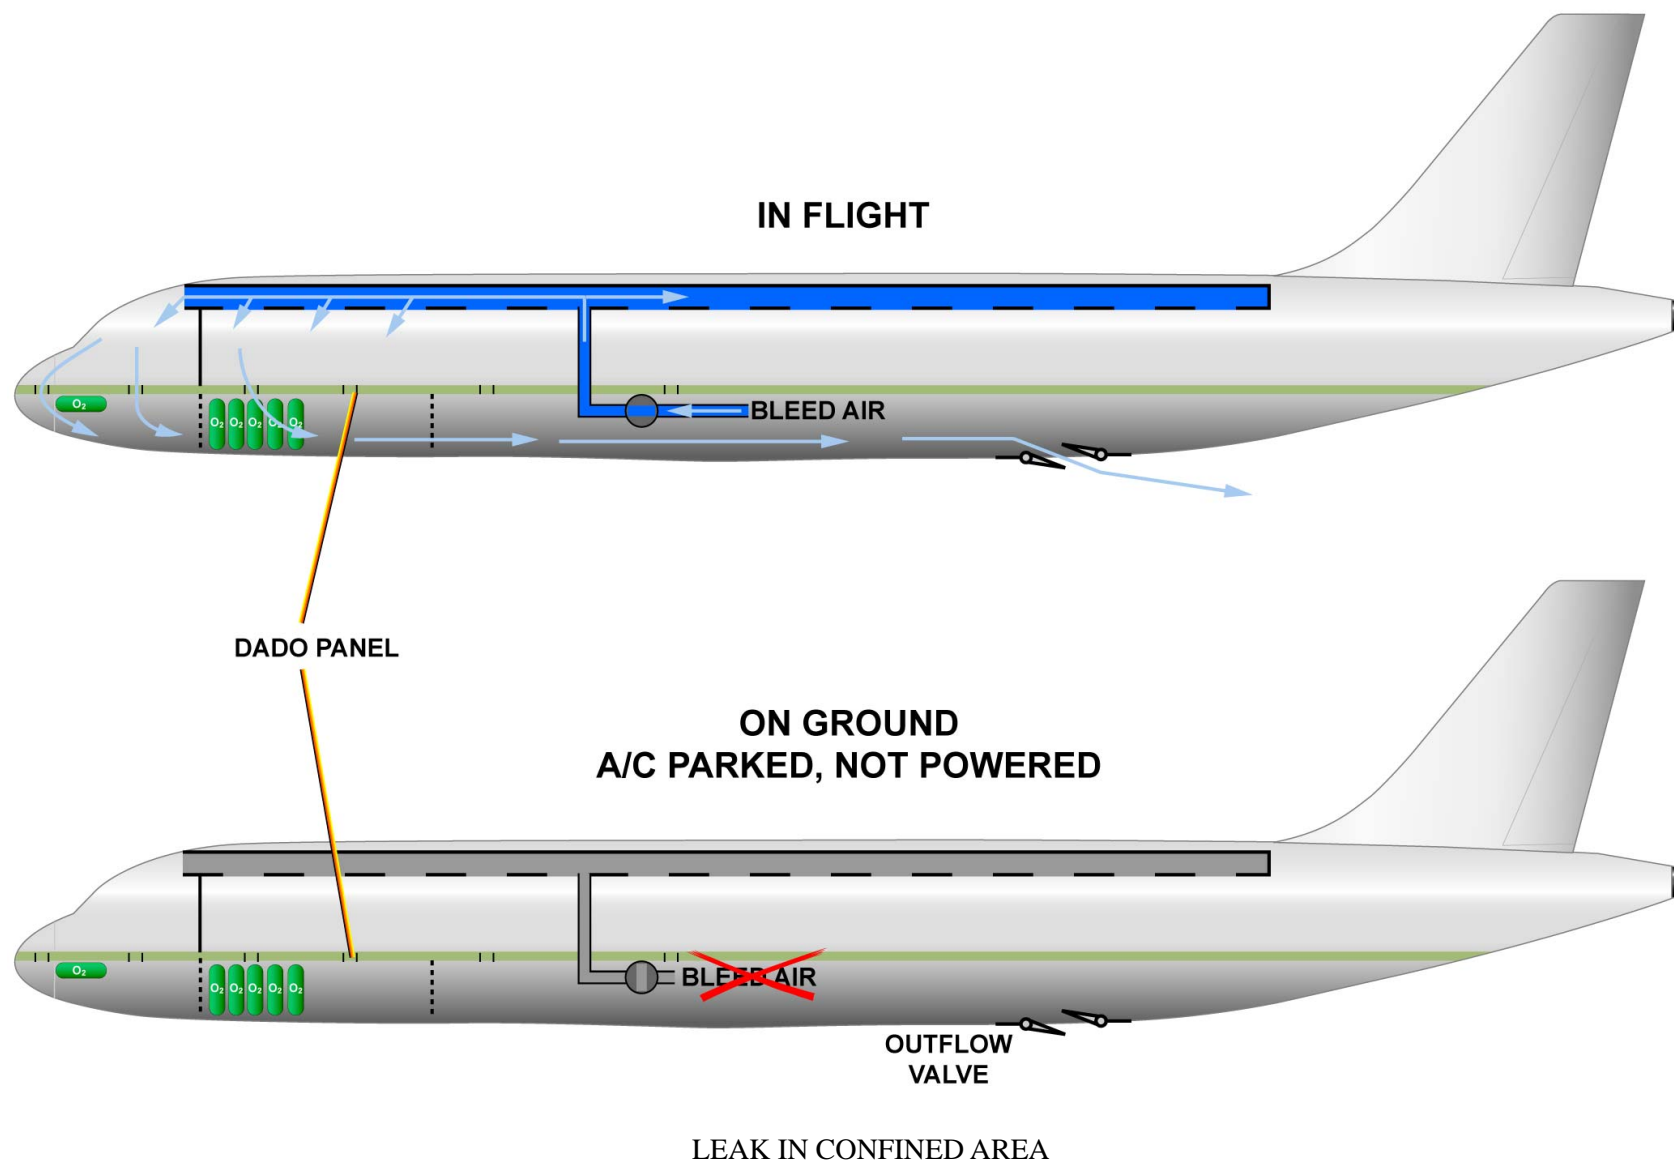 IN FLIGHT
O₂
O₂ O₂ O₂ O₂ O₂
BLEED AIR
DADO PANEL
ON GROUND
A/C PARKED, NOT POWERED
O₂
O₂ O₂ O₂ O₂ O₂
BLEED AIR
OUTFLOW
VALVE
LEAK IN CONFINED AREA